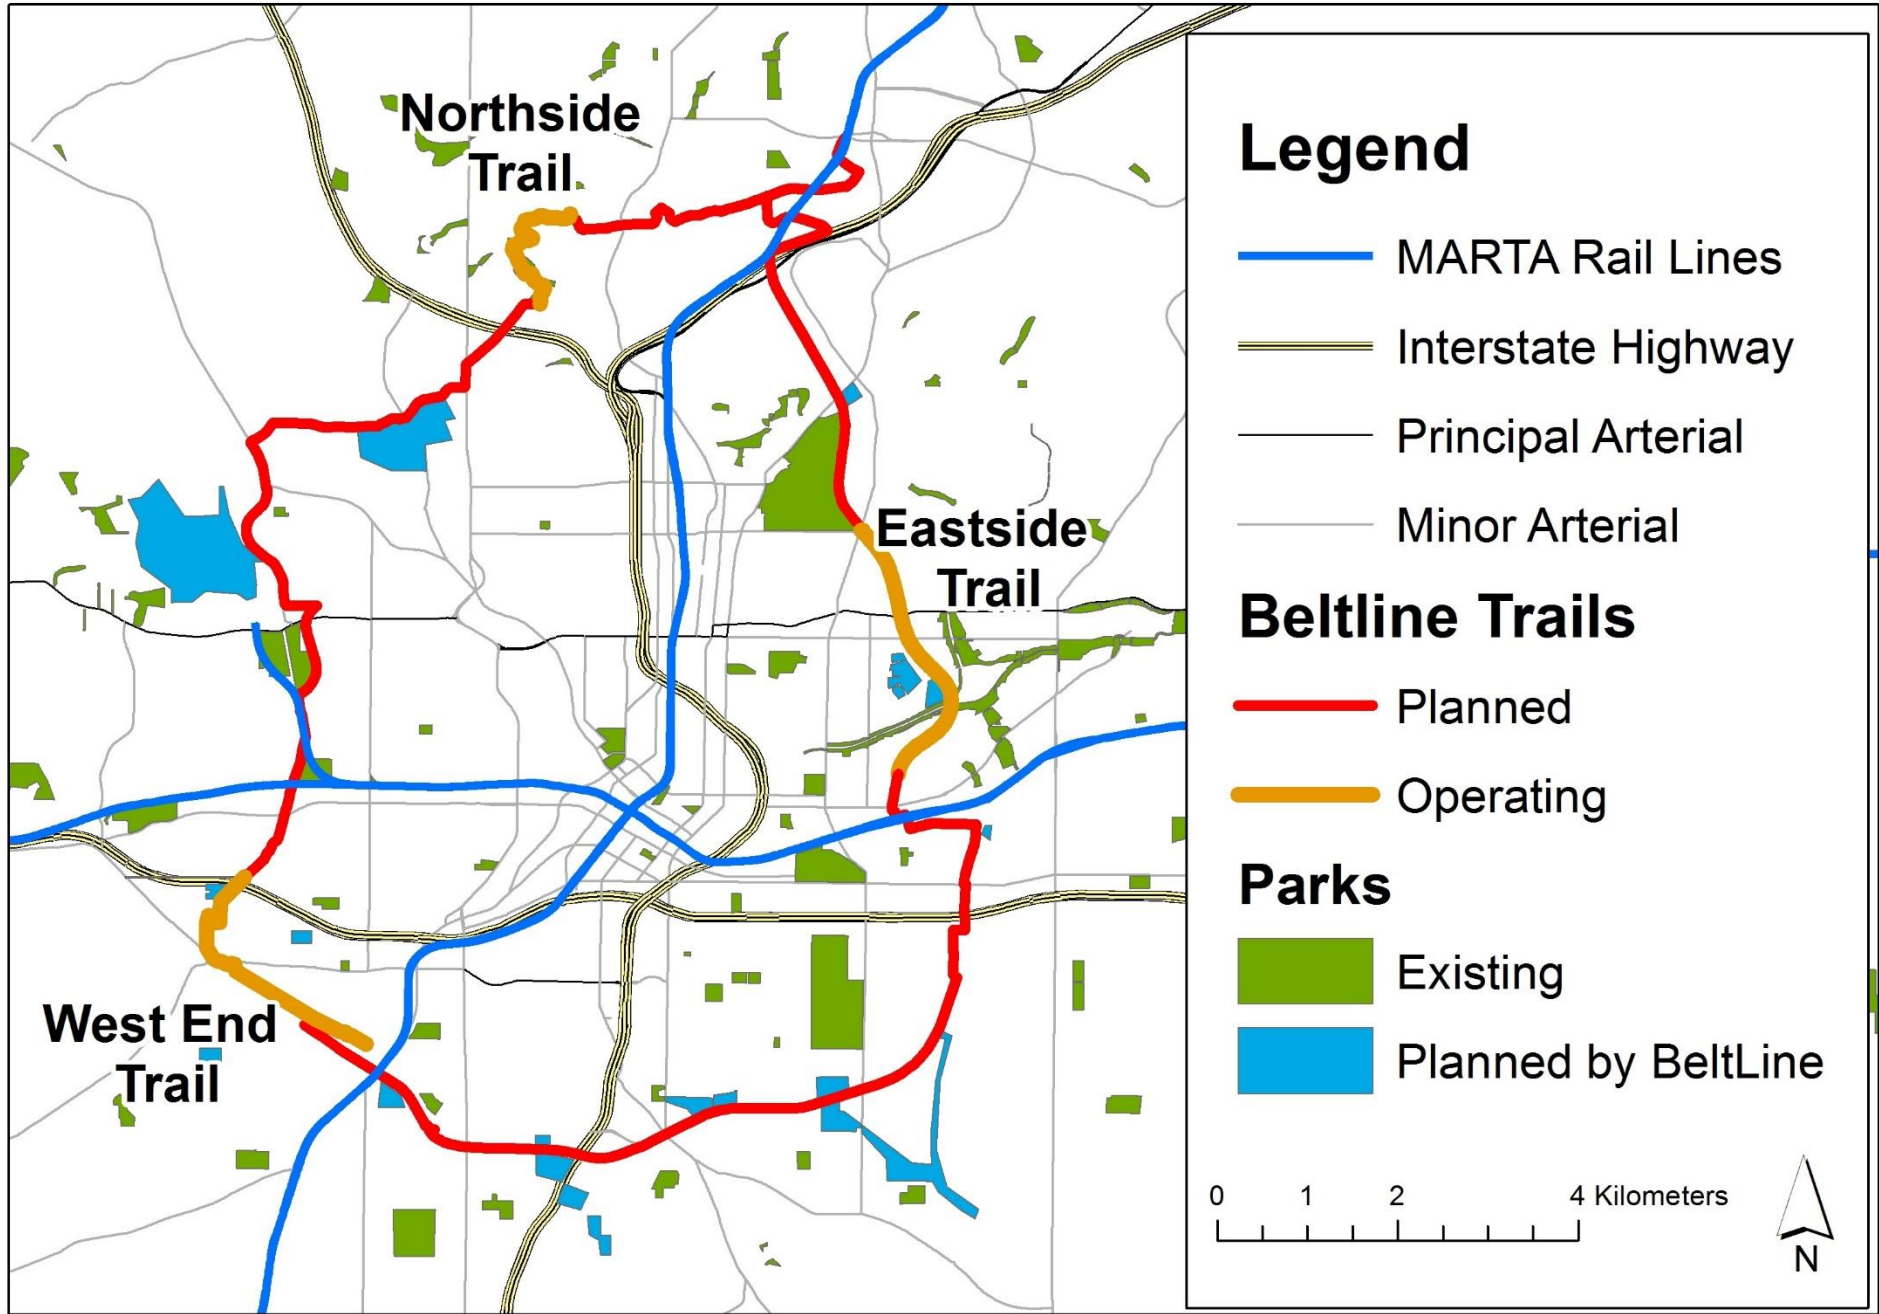 Northside
Trail
Eastside
Trail
West End
Trail
Legend
MARTA Rail Lines
Interstate Highway
Principal Arterial
Minor Arterial
Beltline Trails
Planned
Operating
Parks
Existing
Planned by BeltLine
0 1 2 4 Kilometers
N